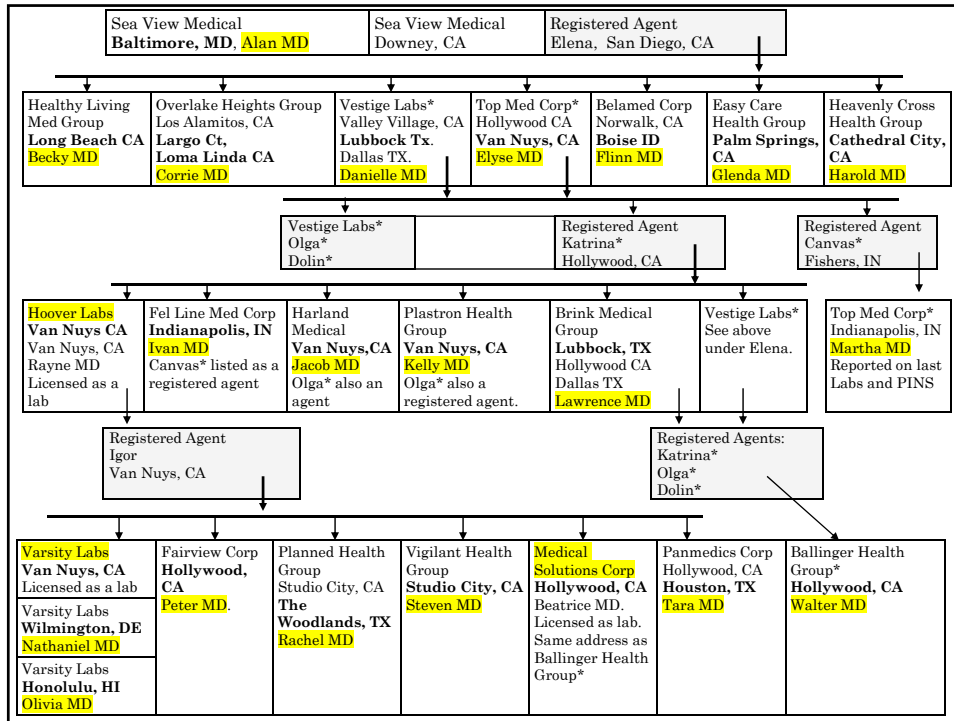 Sea View Medical
Baltimore, MD, Alan MD
Sea View Medical
Downey, CA
Registered Agent
Elena, San Diego, CA
Healthy Living
Med Group
Long Beach CA
Becky MD
Overlake Heights Group
Los Alamitos, CA
Largo Ct,
Loma Linda CA
Corrie MD
Vestige Labs*
Valley Village, CA
Lubbock Tx.
Dallas TX.
Danielle MD
Top Med Corp*
Hollywood CA
Van Nuys, CA
Elyse MD
Belamed Corp
Norwalk, CA
Boise ID
Flinn MD
Easy Care
Health Group
Palm Springs,
CA
Glenda MD
Heavenly Cross
Health Group
Cathedral City,
CA
Harold MD
Vestige Labs*
Olga*
Dolin*
Registered Agent
Katrina*
Hollywood, CA
Registered Agent
Canvas*
Fishers, IN
Hoover Labs
Van Nuys CA
Van Nuys, CA
Rayne MD
Licensed as a
lab
Fel Line Med Corp
Indianapolis, IN
Ivan MD
Canvas* listed as a
registered agent
Harland
Medical
Van Nuys,CA
Jacob MD
Olga* also an
agent
Plastron Health
Group
Van Nuys, CA
Kelly MD
Olga* also a
registered agent.
Brink Medical
Group
Lubbock, TX
Hollywood CA
Dallas TX
Lawrence MD
Vestige Labs*
See above
under Elena.
Top Med Corp*
Indianapolis, IN
Martha MD
Reported on last
Labs and PINS
Registered Agent
Igor
Van Nuys, CA
Registered Agents:
Katrina*
Olga*
Dolin*
Varsity Labs
Van Nuys, CA
Licensed as a lab
Varsity Labs
Wilmington, DE
Nathaniel MD
Varsity Labs
Honolulu, HI
Olivia MD
Fairview Corp
Hollywood,
CA
Peter MD.
Planned Health
Group
Studio City, CA
The
Woodlands, TX
Rachel MD
Vigilant Health
Group
Studio City, CA
Steven MD
Medical
Solutions Corp
Hollywood, CA
Beatrice MD.
Licensed as lab.
Same address as
Ballinger Health
Group*
Panmedics Corp
Hollywood, CA
Houston, TX
Tara MD
Ballinger Health
Group*
Hollywood, CA
Walter MD